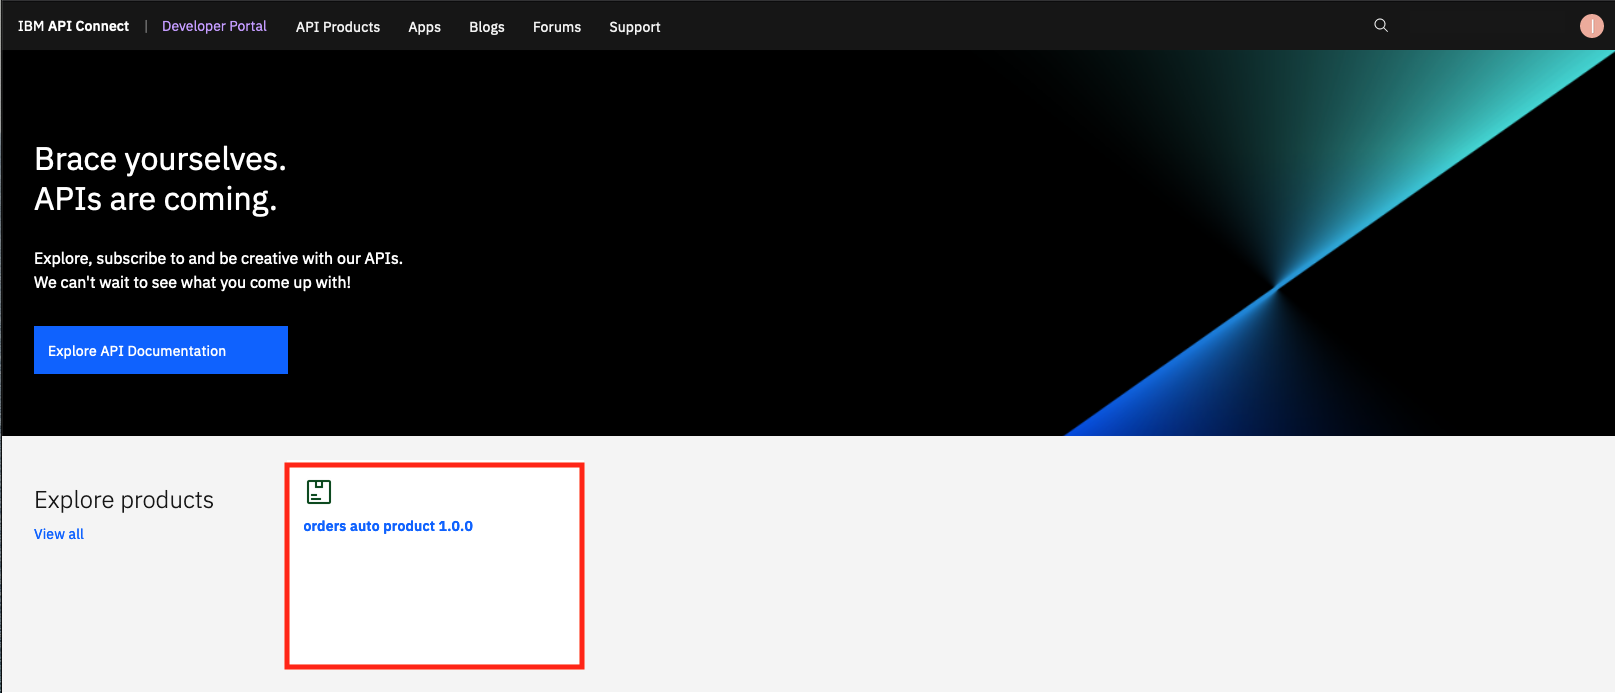 IBM API Connect | Developer Portal API Products Apps Blogs Forums Support
I
Brace yourselves.
APIs are coming.
Explore, subscribe to and be creative with our APIs.
We can't wait to see what you come up with!
Explore API Documentation
Explore products
View all
orders auto product 1.0.0